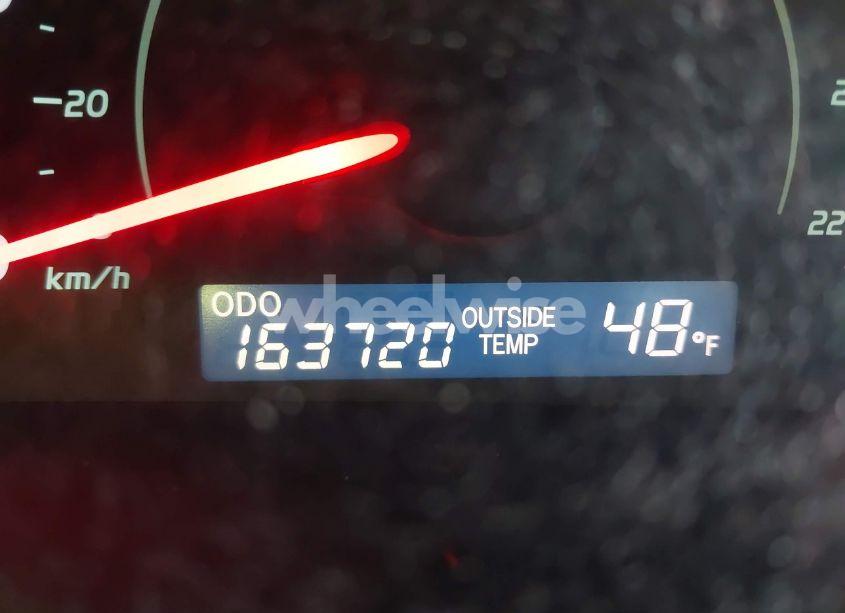 20
km/h
22
ODO
163720
OUTSIDE
TEMP
48°F
wheelwise